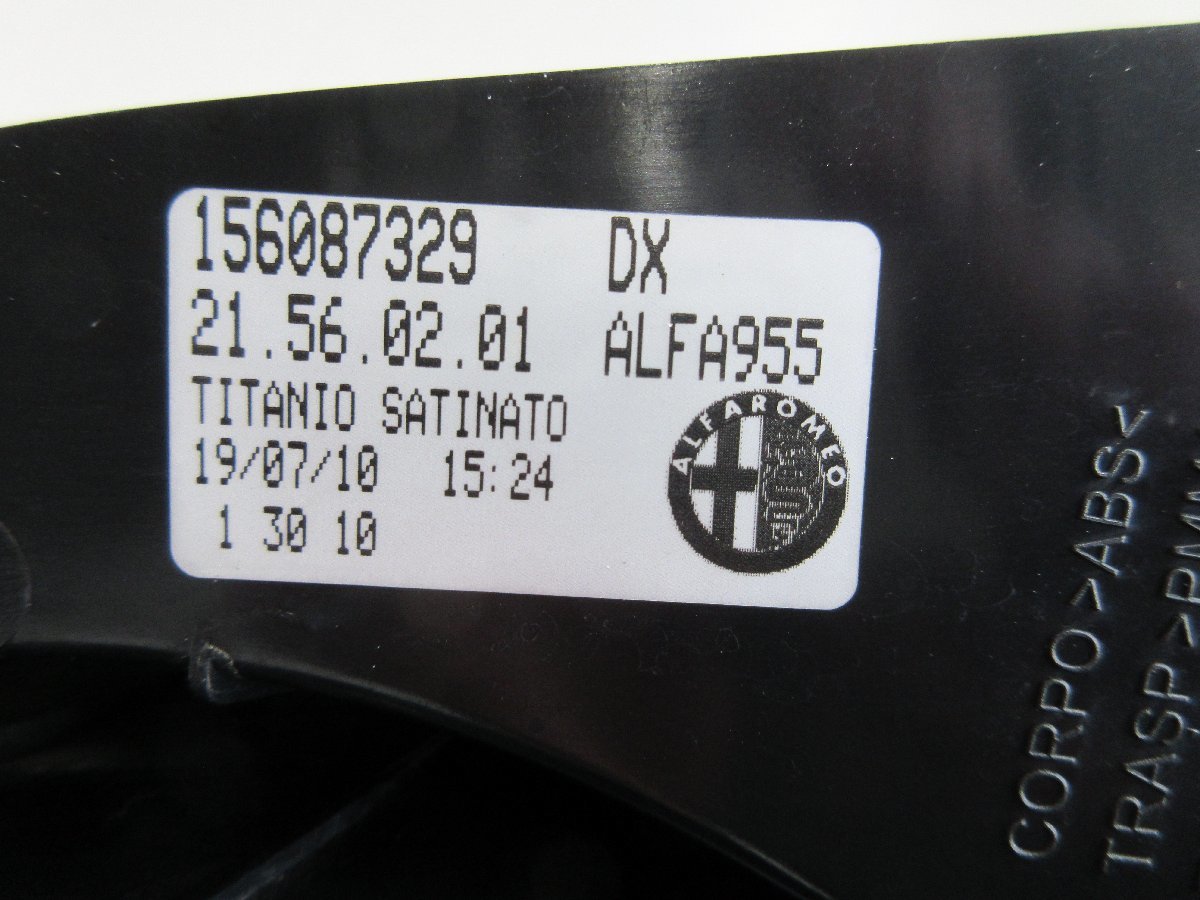 156087329 DX
21.56.02.01 ALFA955
TITANIO SATINATO
19/07/10 15:24
1 30 10
ALFA ROMEO
CORPO >ABS<
TRASP >PMMA